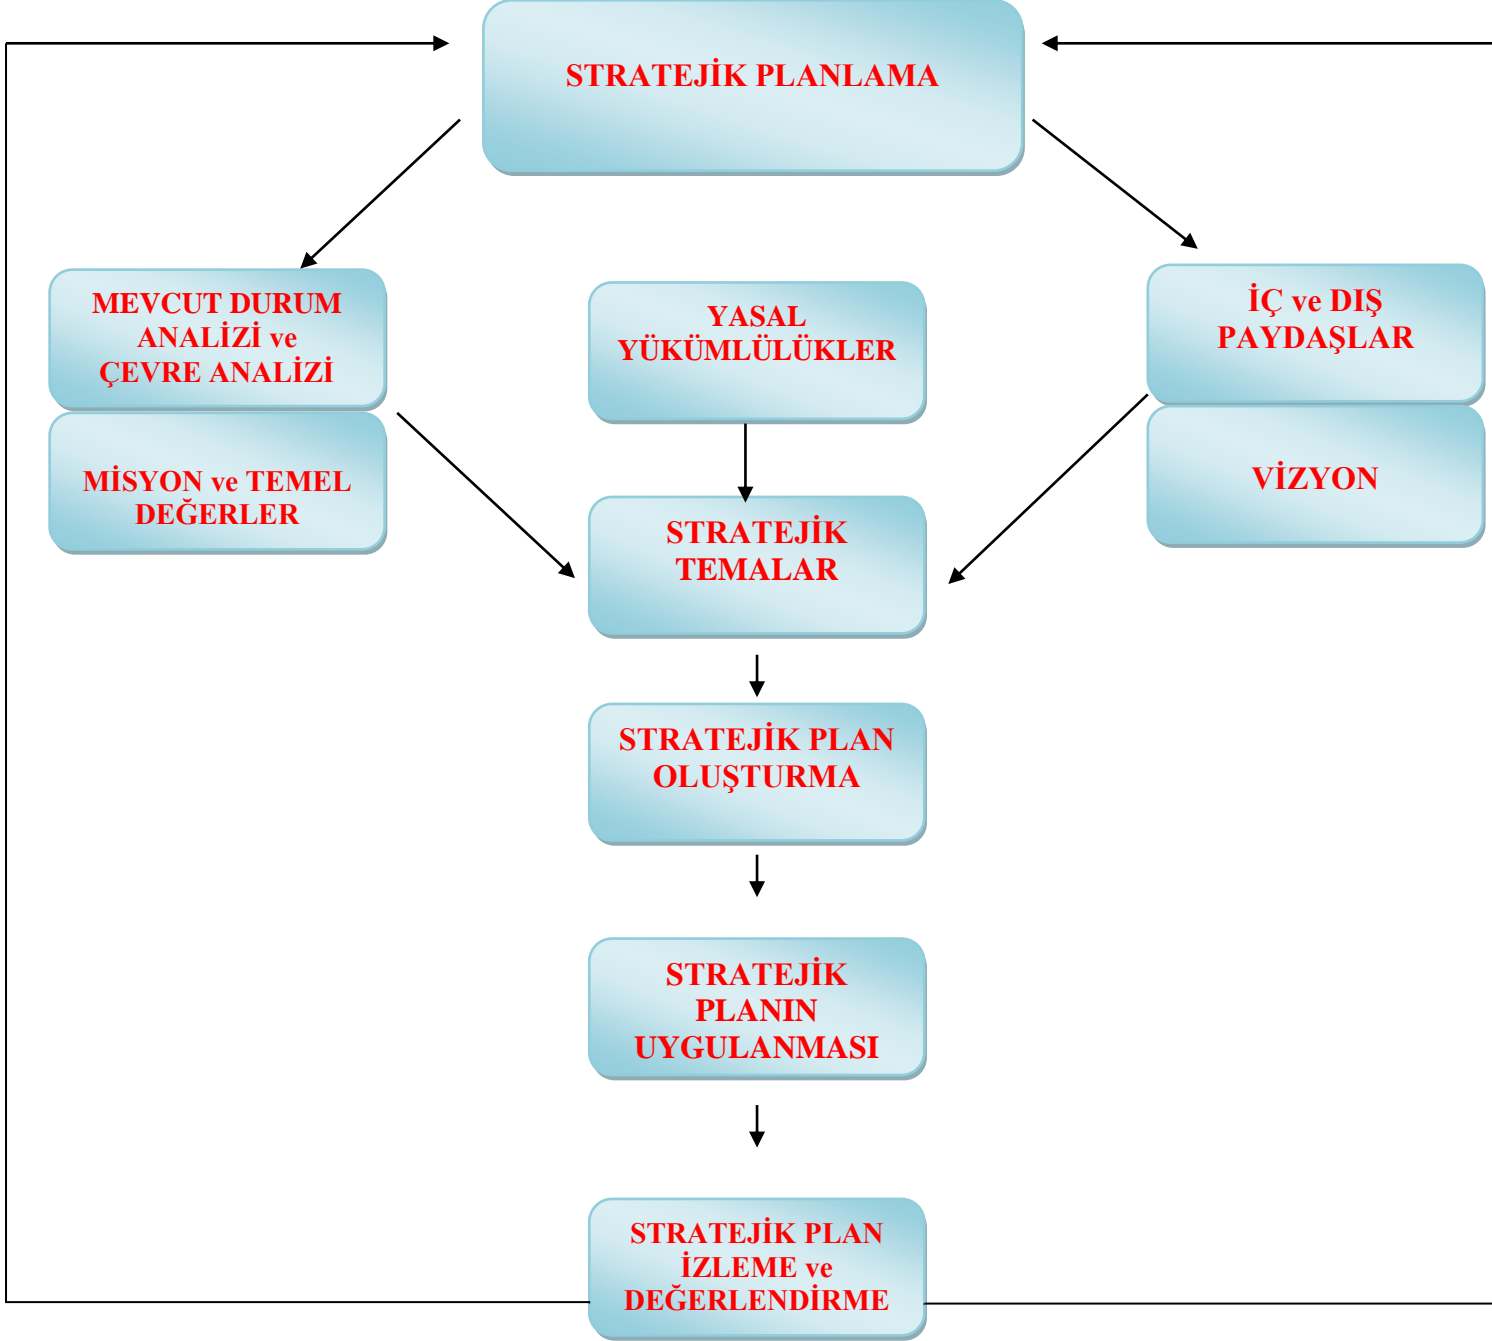 STRATEJİK PLANLAMA
MEVCUT DURUM
ANALİZİ ve
ÇEVRE ANALİZİ
YASAL
YÜKÜMLÜLÜKLER
İÇ ve DIŞ
PAYDAŞLAR
MİSYON ve TEMEL
DEĞERLER
VİZYON
STRATEJİK
TEMALAR
STRATEJİK PLAN
OLUŞTURMA
STRATEJİK
PLANIN
UYGULANMASI
STRATEJİK PLAN
İZLEME ve
DEĞERLENDİRME